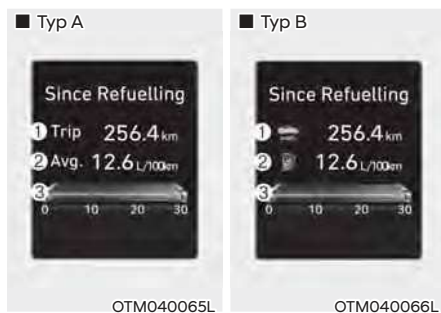 ■ Typ A
Since Refuelling
① Trip 256.4 km
② Avg. 12.6 L/100km
③
0 10 20 30
OTM040065L
■ Typ B
Since Refuelling
① 256.4 km
② 12.6 L/100km
③
0 10 20 30
OTM040066L